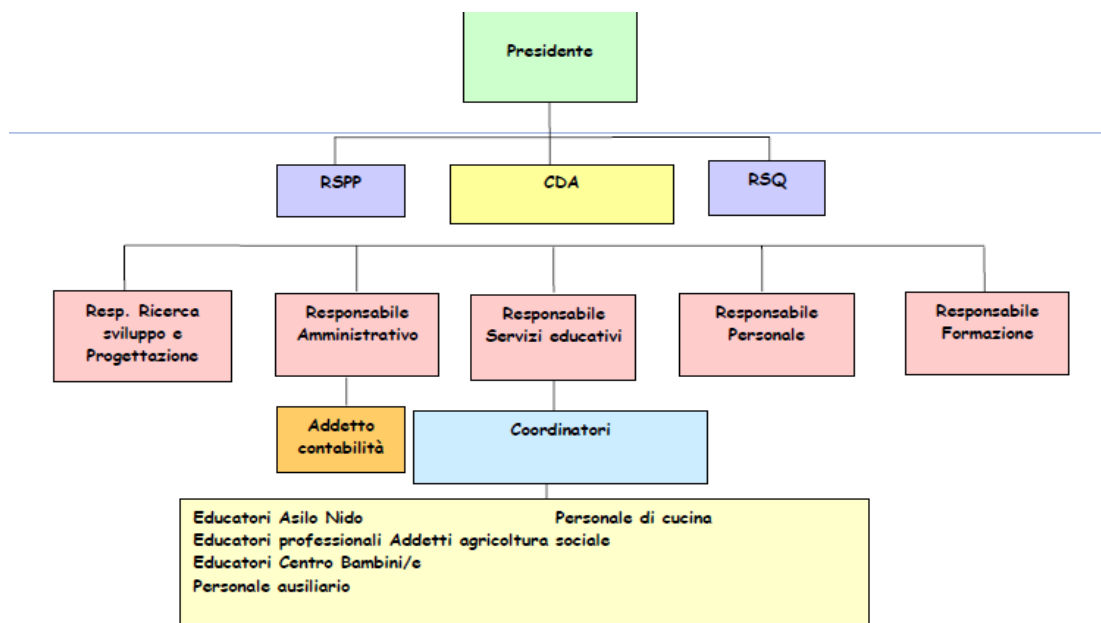 Presidente
RSPP
CDA
RSQ
Resp. Ricerca
sviluppo e
Progettazione
Responsabile
Amministrativo
Responsabile
Servizi educativi
Responsabile
Personale
Responsabile
Formazione
Addetto
contabilità
Coordinatori
Educatori Asilo Nido Personale di cucina
Educatori professionali Addetti agricoltura sociale
Educatori Centro Bambini/e
Personale ausiliario